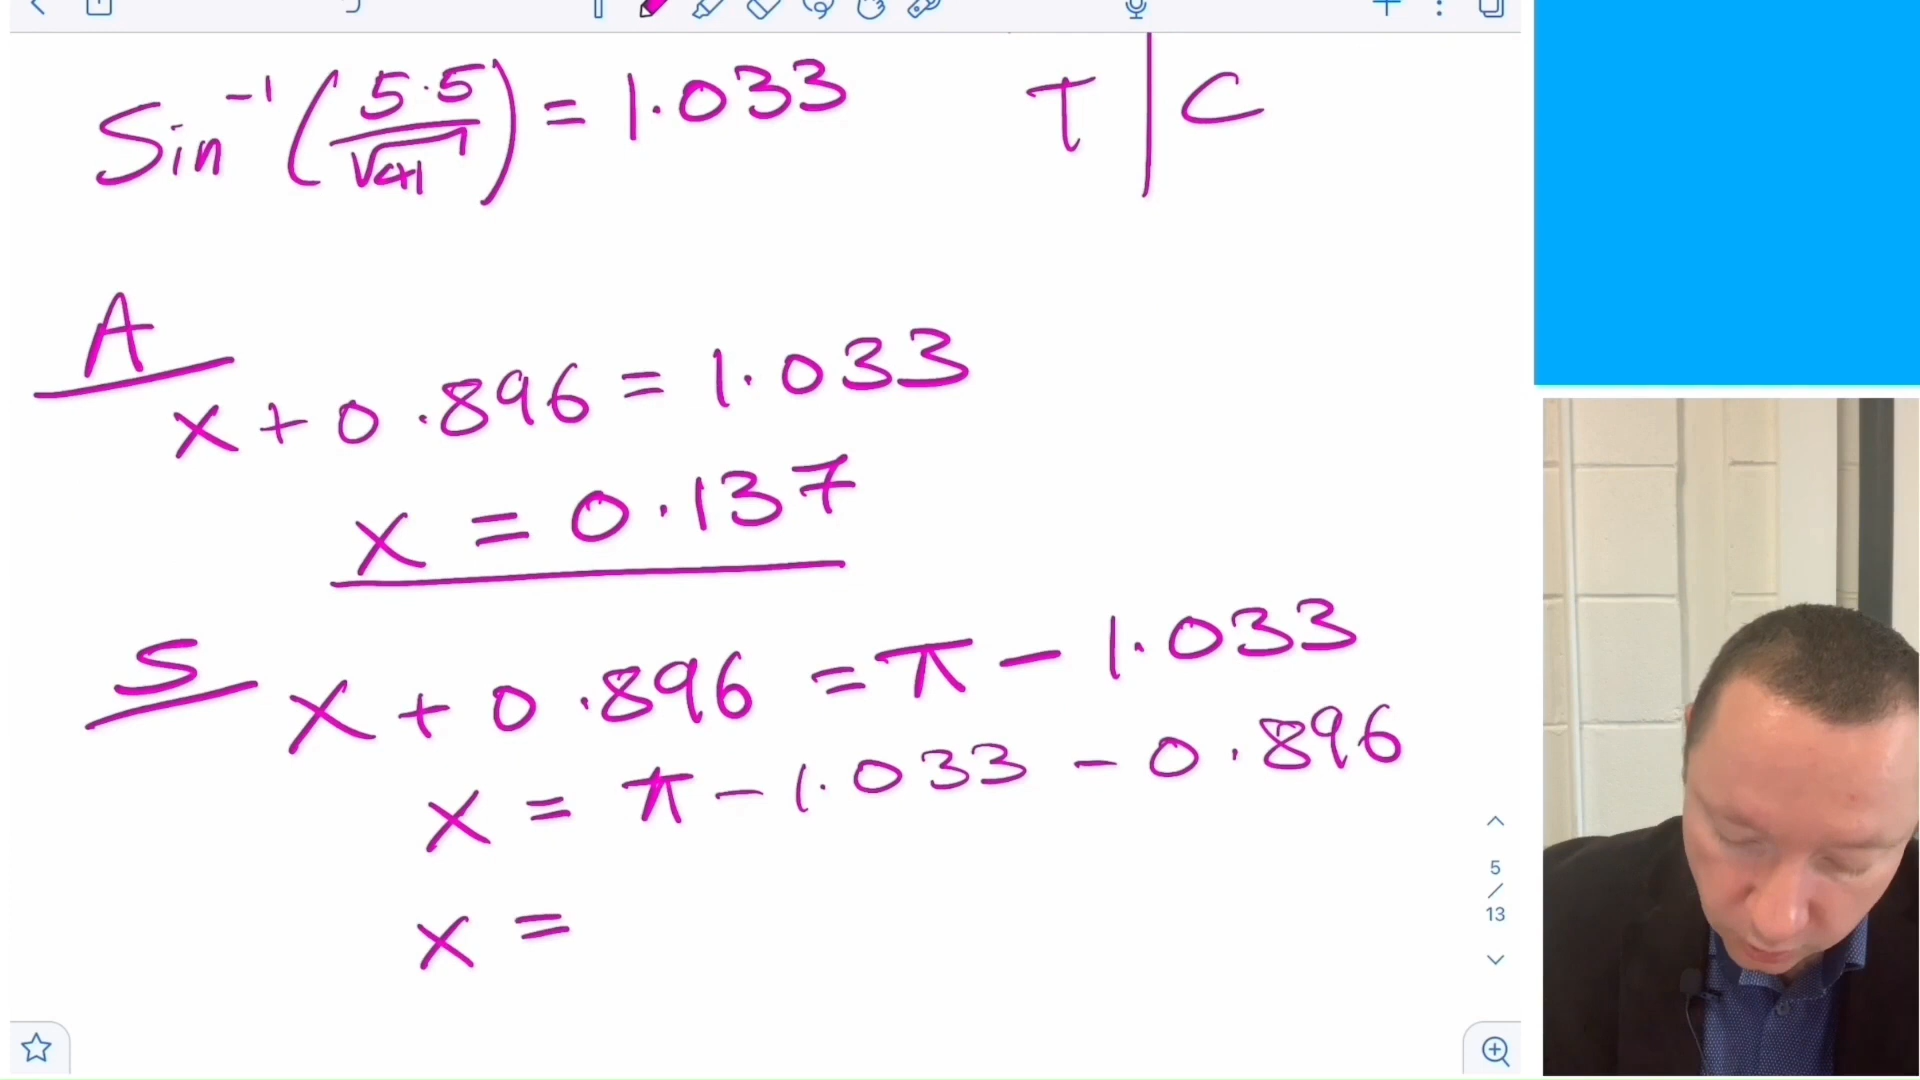 Sin⁻¹(5.5/√41) = 1.033
T | C
A
x + 0.896 = 1.033
x = 0.137
S x + 0.896 = π - 1.033
x = π - 1.033 - 0.896
x =
5
/
13